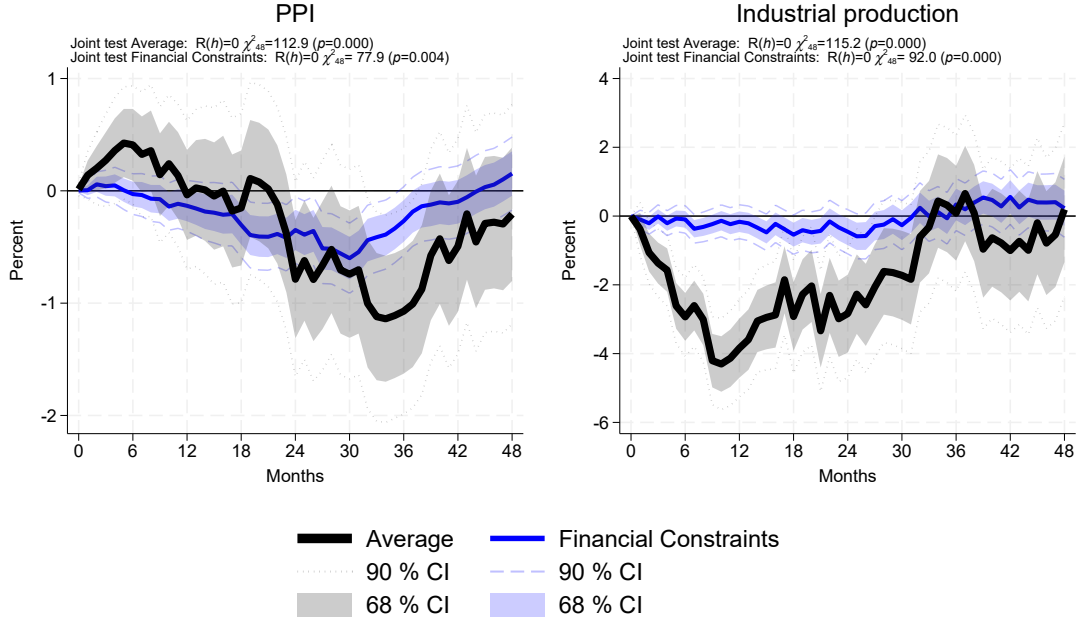 PPI
Joint test Average: R(h)=0 χ²₄₈=112.9 (p=0.000)
Joint test Financial Constraints: R(h)=0 χ²₄₈= 77.9 (p=0.004)
1
0
-1
-2
Percent
0 6 12 18 24 30 36 42 48
Months
Industrial production
Joint test Average: R(h)=0 χ²₄₈=115.2 (p=0.000)
Joint test Financial Constraints: R(h)=0 χ²₄₈= 92.0 (p=0.000)
4
2
0
-2
-4
-6
Percent
0 6 12 18 24 30 36 42 48
Months
Average Financial Constraints
90 % CI 90 % CI
68 % CI 68 % CI